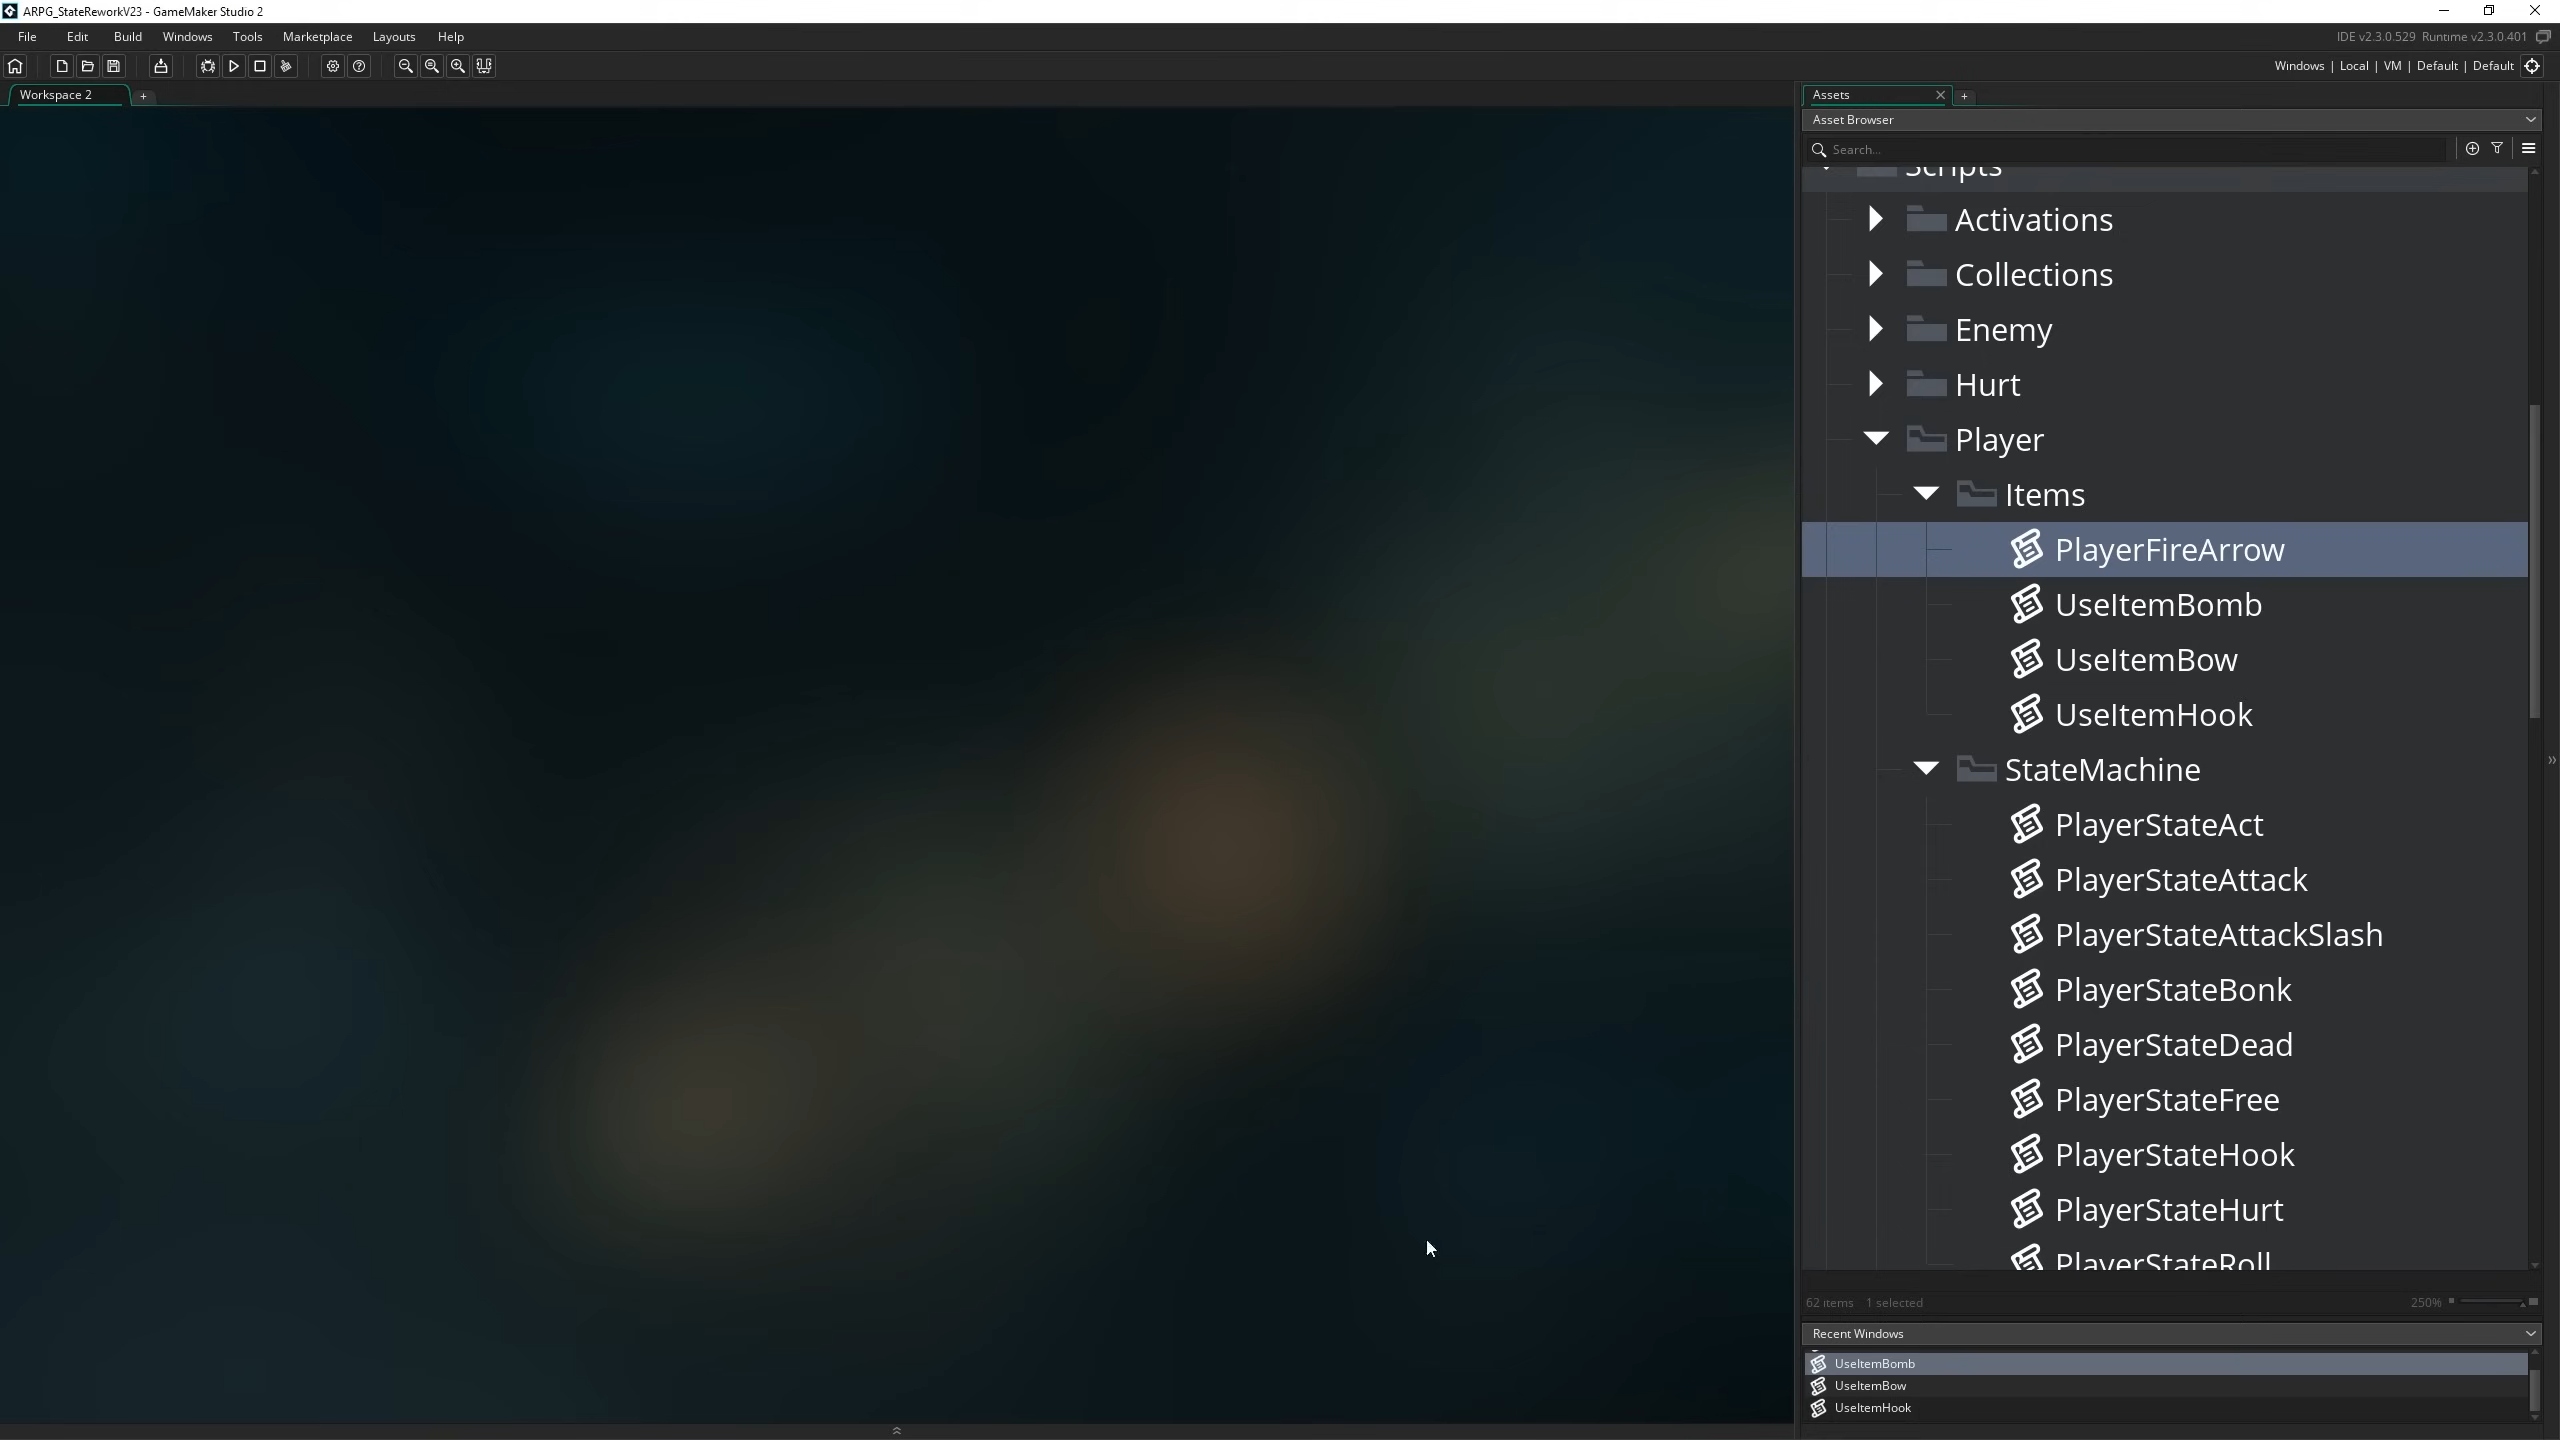 ARPG_StateReworkV23 - GameMaker Studio 2
File Edit Build Windows Tools Marketplace Layouts Help
IDE v2.3.0.529 Runtime v2.3.0.401
Windows | Local | VM | Default | Default
Workspace 2
Assets
Asset Browser
Search...
Scripts
Activations
Collections
Enemy
Hurt
Player
Items
PlayerFireArrow
UseItemBomb
UseItemBow
UseItemHook
StateMachine
PlayerStateAct
PlayerStateAttack
PlayerStateAttackSlash
PlayerStateBonk
PlayerStateDead
PlayerStateFree
PlayerStateHook
PlayerStateHurt
PlayerStateRoll
62 items 1 selected
250%
Recent Windows
UseItemBomb
UseItemBow
UseItemHook